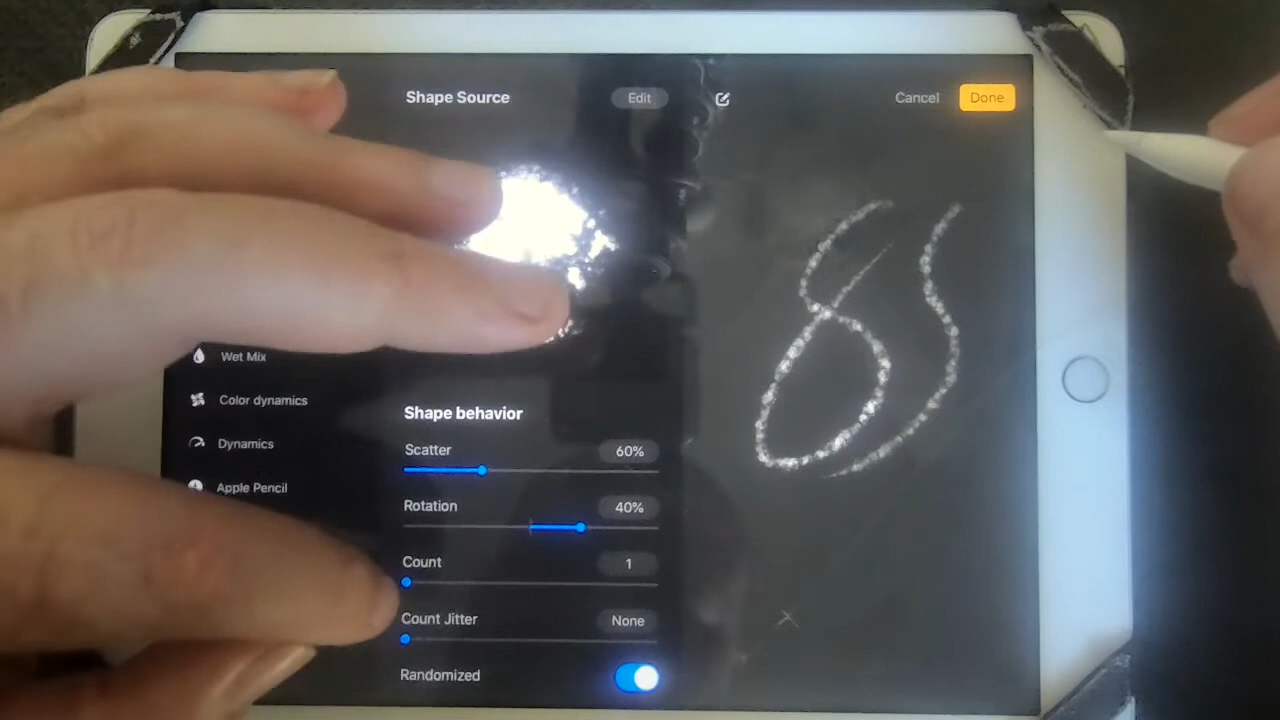 Shape Source Edit Cancel Done
Wet Mix
Color dynamics
Dynamics
Apple Pencil
Shape behavior
Scatter 60%
Rotation 40%
Count 1
Count Jitter None
Randomized